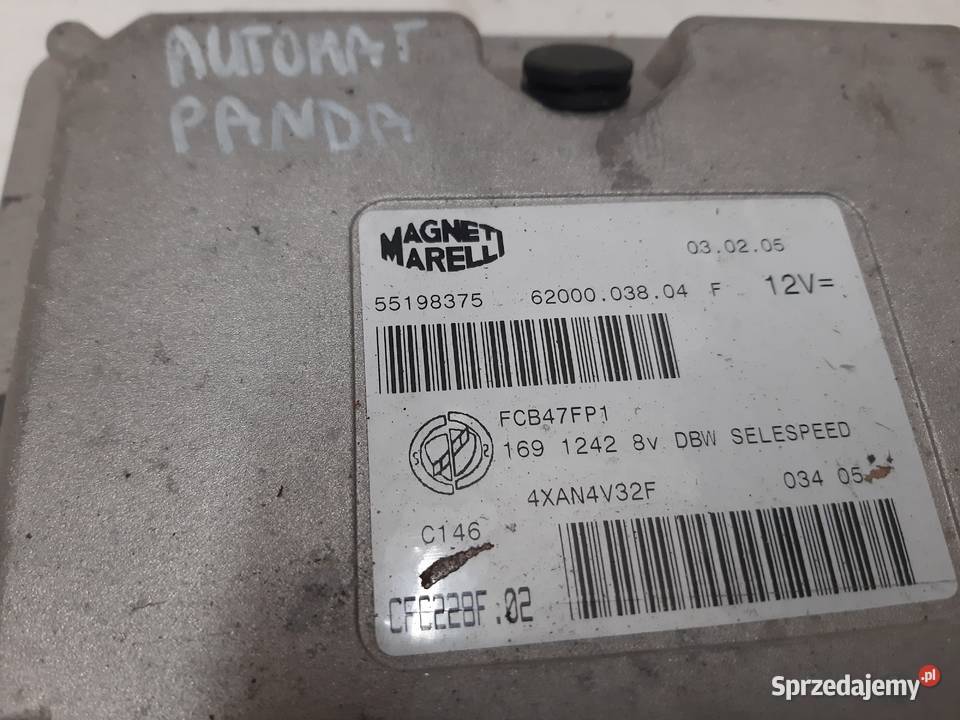 AUTOMAT
PANDA
MAGNETI MARELLI
03.02.05
55198375 62000.038.04 F 12V=
FCB47FP1
169 1242 8v DBW SELESPEED
4XAN4V32F 034 05
C146
CFC228F.02
Sprzedajemy.pl